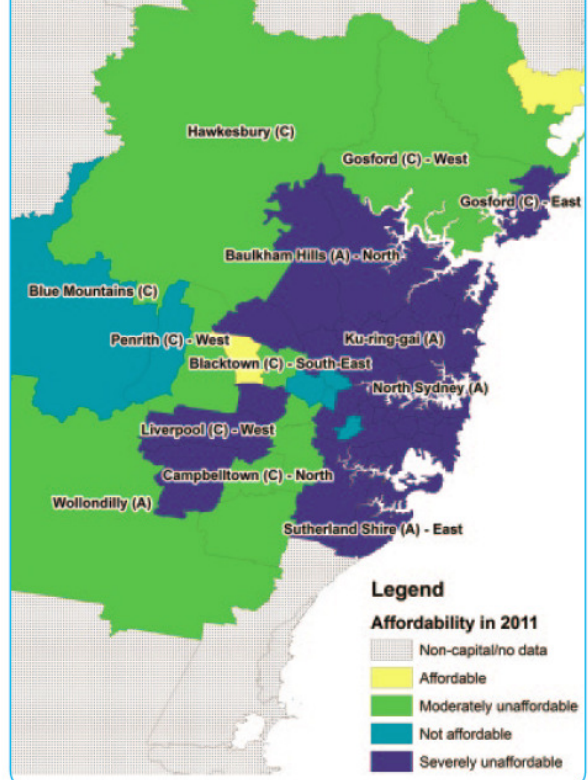 Hawkesbury (C)
Gosford (C) - West
Gosford (C) - East
Baulkham Hills (A) - North
Blue Mountains (C)
Penrith (C) - West
Ku-ring-gai (A)
Blacktown (C) - South-East
North Sydney (A)
Liverpool (C) - West
Campbelltown (C) - North
Wollondilly (A)
Sutherland Shire (A) - East
Legend
Affordability in 2011
Non-capital/no data
Affordable
Moderately unaffordable
Not affordable
Severely unaffordable